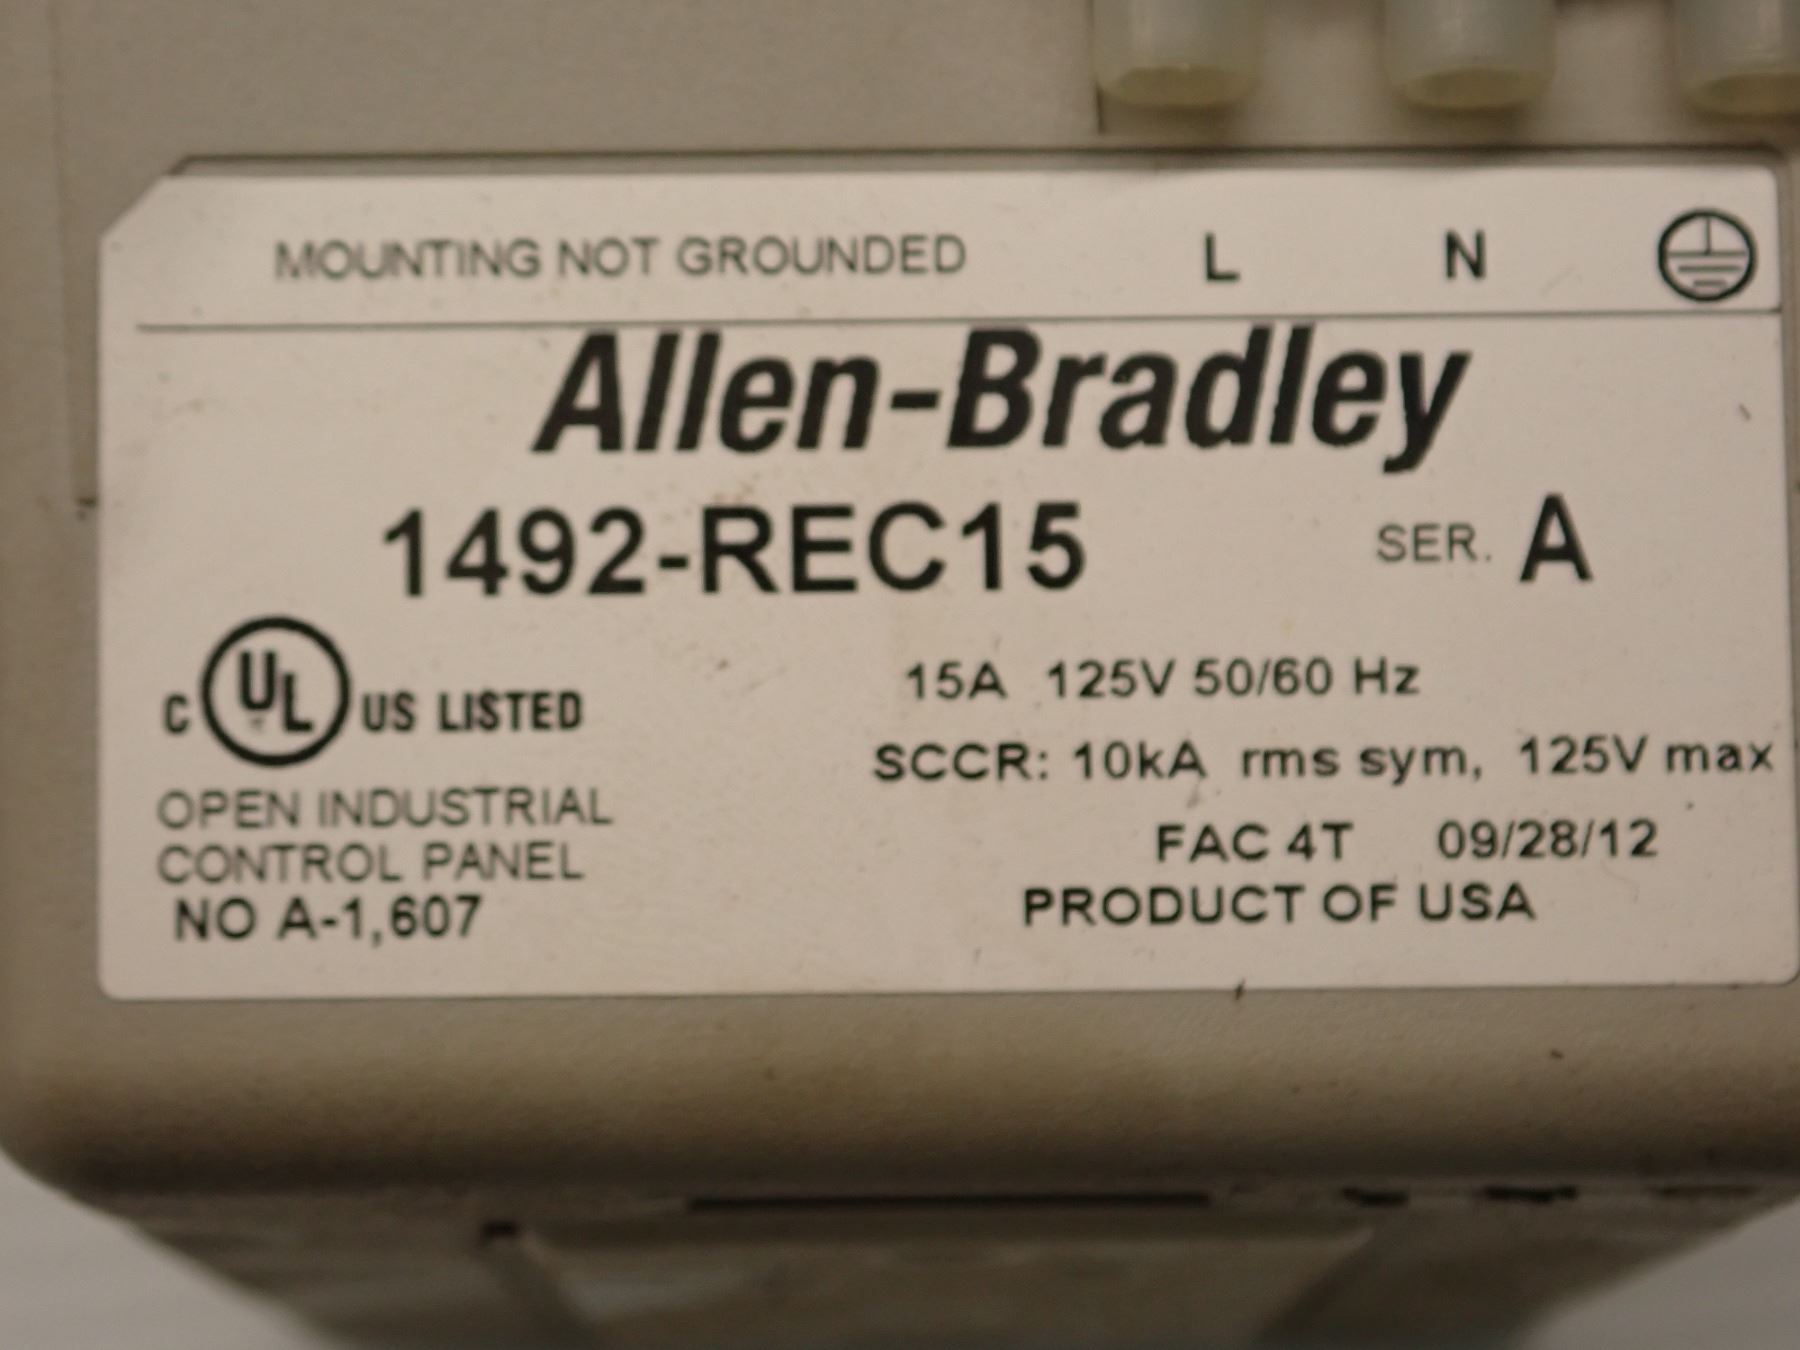 MOUNTING NOT GROUNDED L N
Allen-Bradley
1492-REC15 SER. A
C UL US LISTED
OPEN INDUSTRIAL
CONTROL PANEL
NO A-1,607
15A 125V 50/60 Hz
SCCR: 10kA rms sym, 125V max
FAC 4T 09/28/12
PRODUCT OF USA